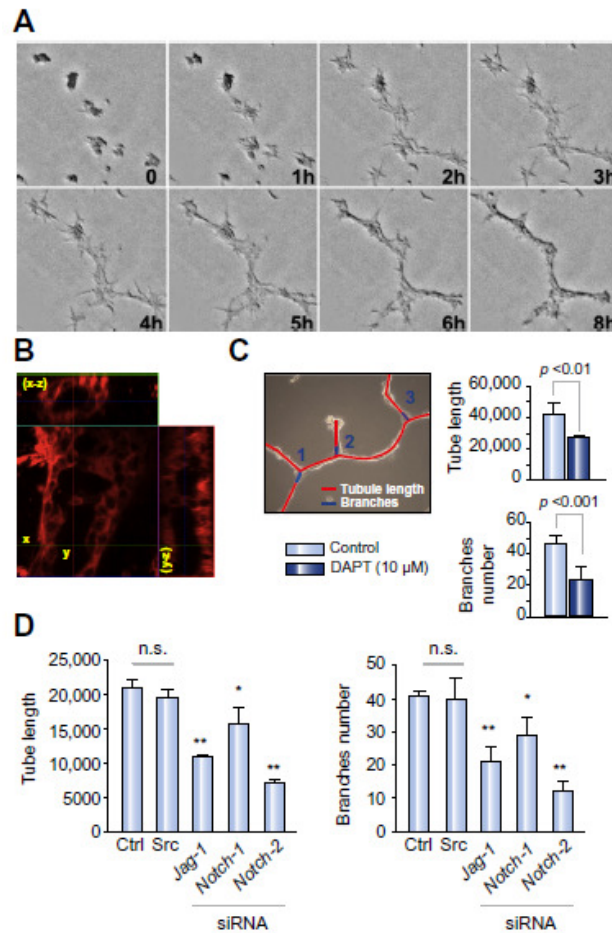 A
0
1h
2h
3h
4h
5h
6h
8h
B
(x-z)
x
y
(y-z)
C
1
2
3
Tubule length
Branches
Control
DAPT (10 µM)
p <0.01
60,000
40,000
20,000
0
Tube length
p <0.001
60
40
20
0
Branches
number
D
n.s.
25,000
20,000
15,000
10,000
5000
0
Tube length
**
*
**
Ctrl
Src
Jag-1
Notch-1
Notch-2
siRNA
n.s.
50
40
30
20
10
0
Branches number
**
*
**
Ctrl
Src
Jag-1
Notch-1
Notch-2
siRNA